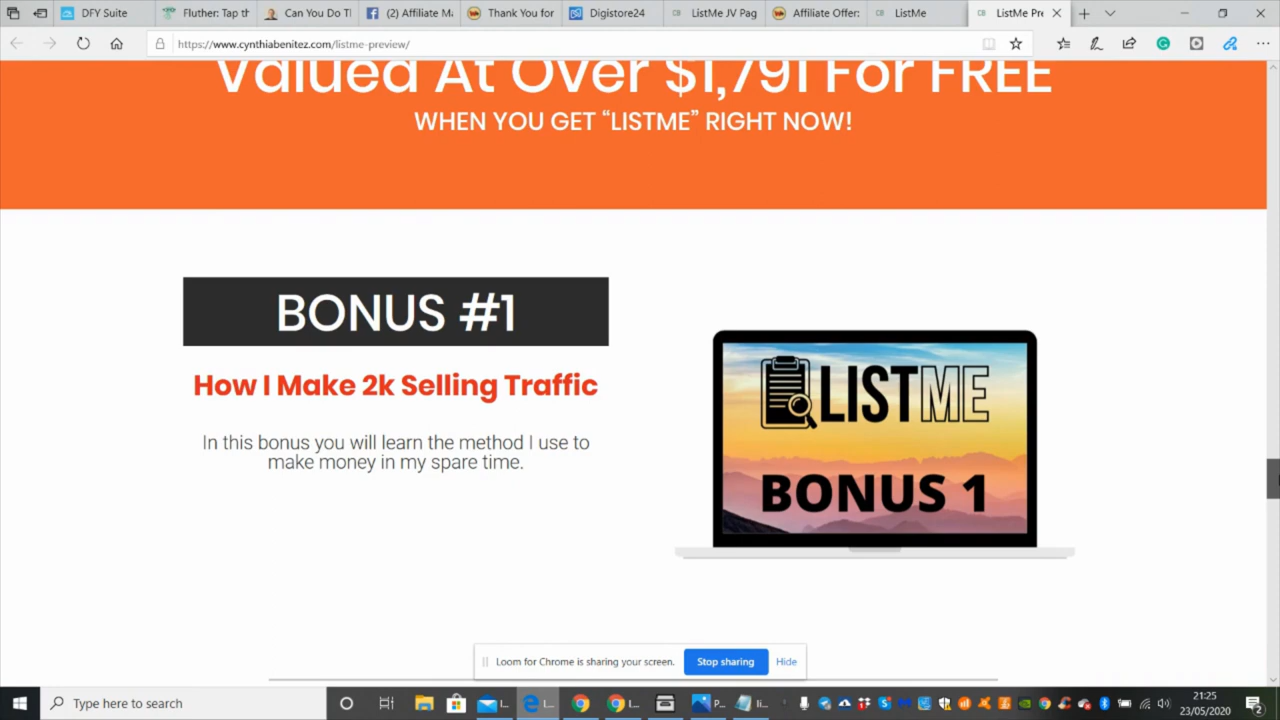 DFY Suite
Fluther: Tap th
Can You Do Tl
(2) Affiliate Ma
Thank You for
Digistore24
ListMe JV Pag
Affiliate Offer:
ListMe
ListMe Pre
https://www.cynthiabenitez.com/listme-preview/
Valued At Over $1,791 For FREE
WHEN YOU GET “LISTME” RIGHT NOW!
BONUS #1
How I Make 2k Selling Traffic
In this bonus you will learn the method I use to
make money in my spare time.
LISTME
BONUS 1
Loom for Chrome is sharing your screen.
Stop sharing
Hide
Type here to search
21:25
23/05/2020